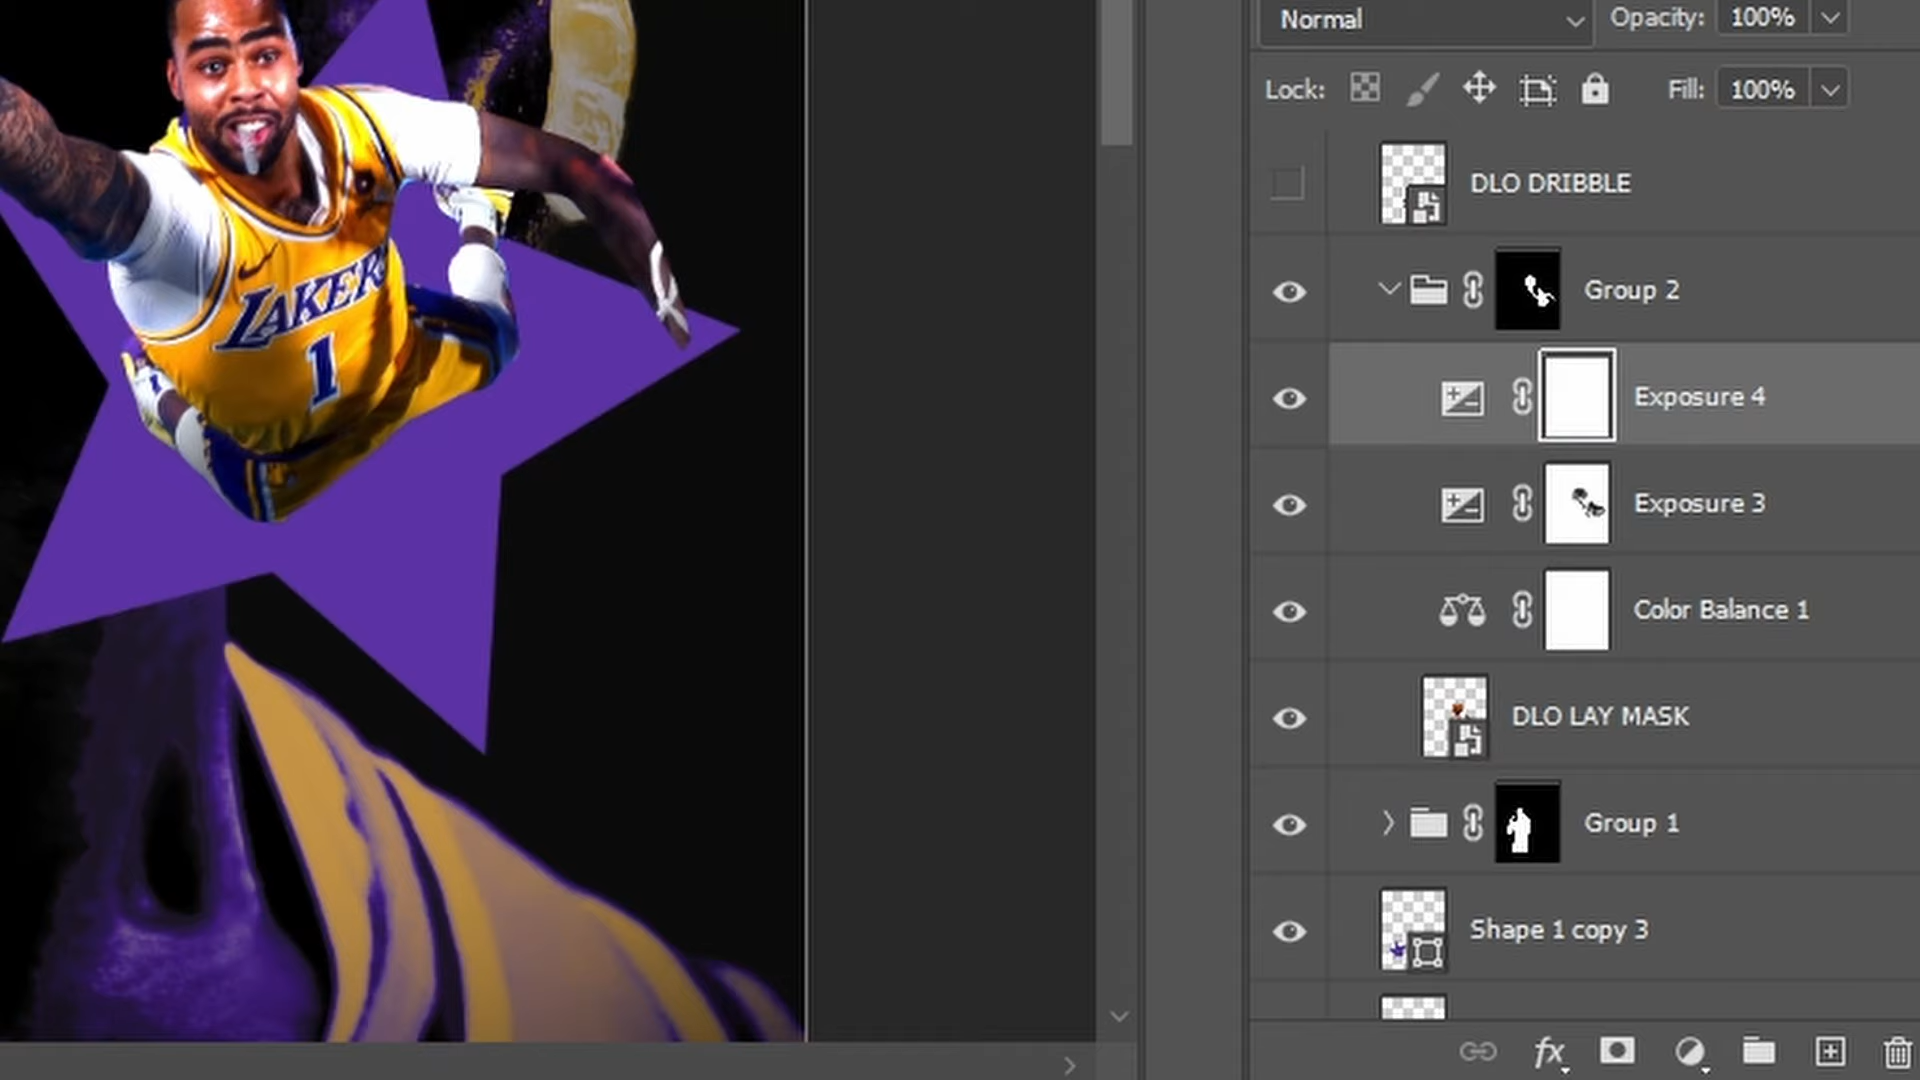 Normal
Opacity: 100%
Lock:
Fill: 100%
DLO DRIBBLE
Group 2
Exposure 4
Exposure 3
Color Balance 1
DLO LAY MASK
Group 1
Shape 1 copy 3
fx
LAKERS
1